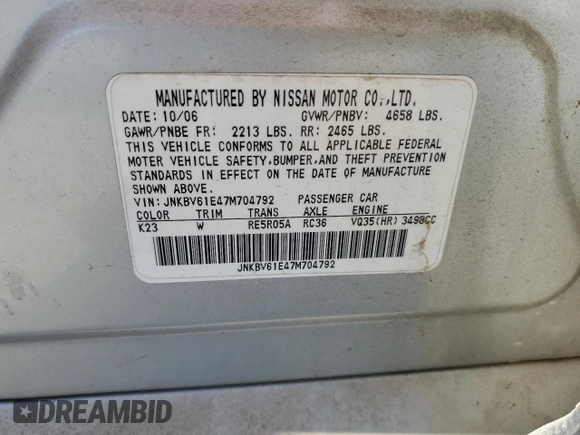 MANUFACTURED BY NISSAN MOTOR CO.,LTD.
DATE: 10/06 GVWR/PNBV: 4658 LBS.
GAWR/PNBE FR: 2213 LBS. RR: 2465 LBS.
THIS VEHICLE CONFORMS TO ALL APPLICABLE FEDERAL
MOTOR VEHICLE SAFETY,BUMPER,AND THEFT PREVENTION
STANDARDS IN EFFECT ON THE DATE OF MANUFACTURE
SHOWN ABOVE.
VIN:JNKBV61E47M704792 PASSENGER CAR
COLOR TRIM TRANS AXLE ENGINE
K23 W RE5R05A RC36 VQ35(HR)3498CC
JNKBV61E47M704792
DREAMBID